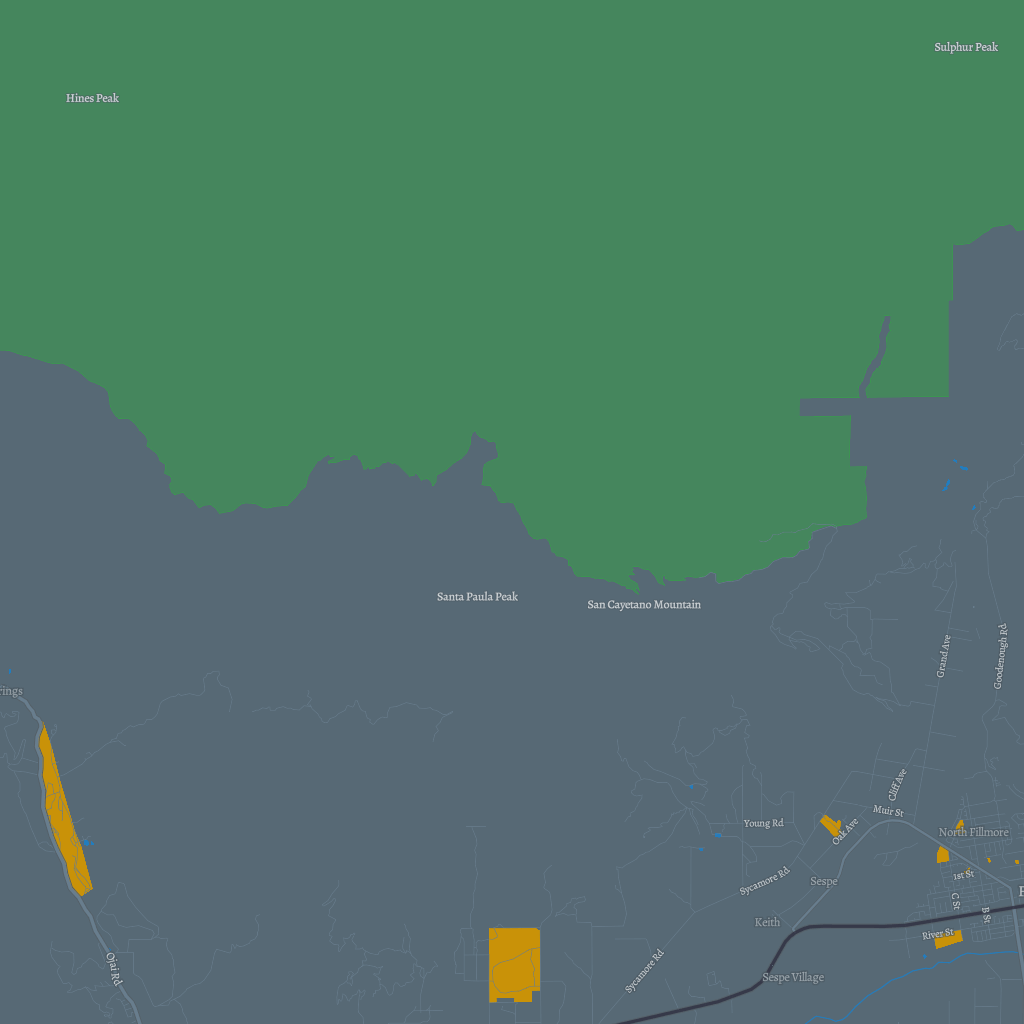 Sulphur Peak
Hines Peak
Santa Paula Peak
San Cayetano Mountain
Grand Ave
Goodenough Rd
rings
Cliff Ave
Muir St
Young Rd
Oak Ave
North Fillmore
1st St
Sycamore Rd
Sespe
C St
B St
Keith
River St
Ojai Rd
Sycamore Rd
Sespe Village